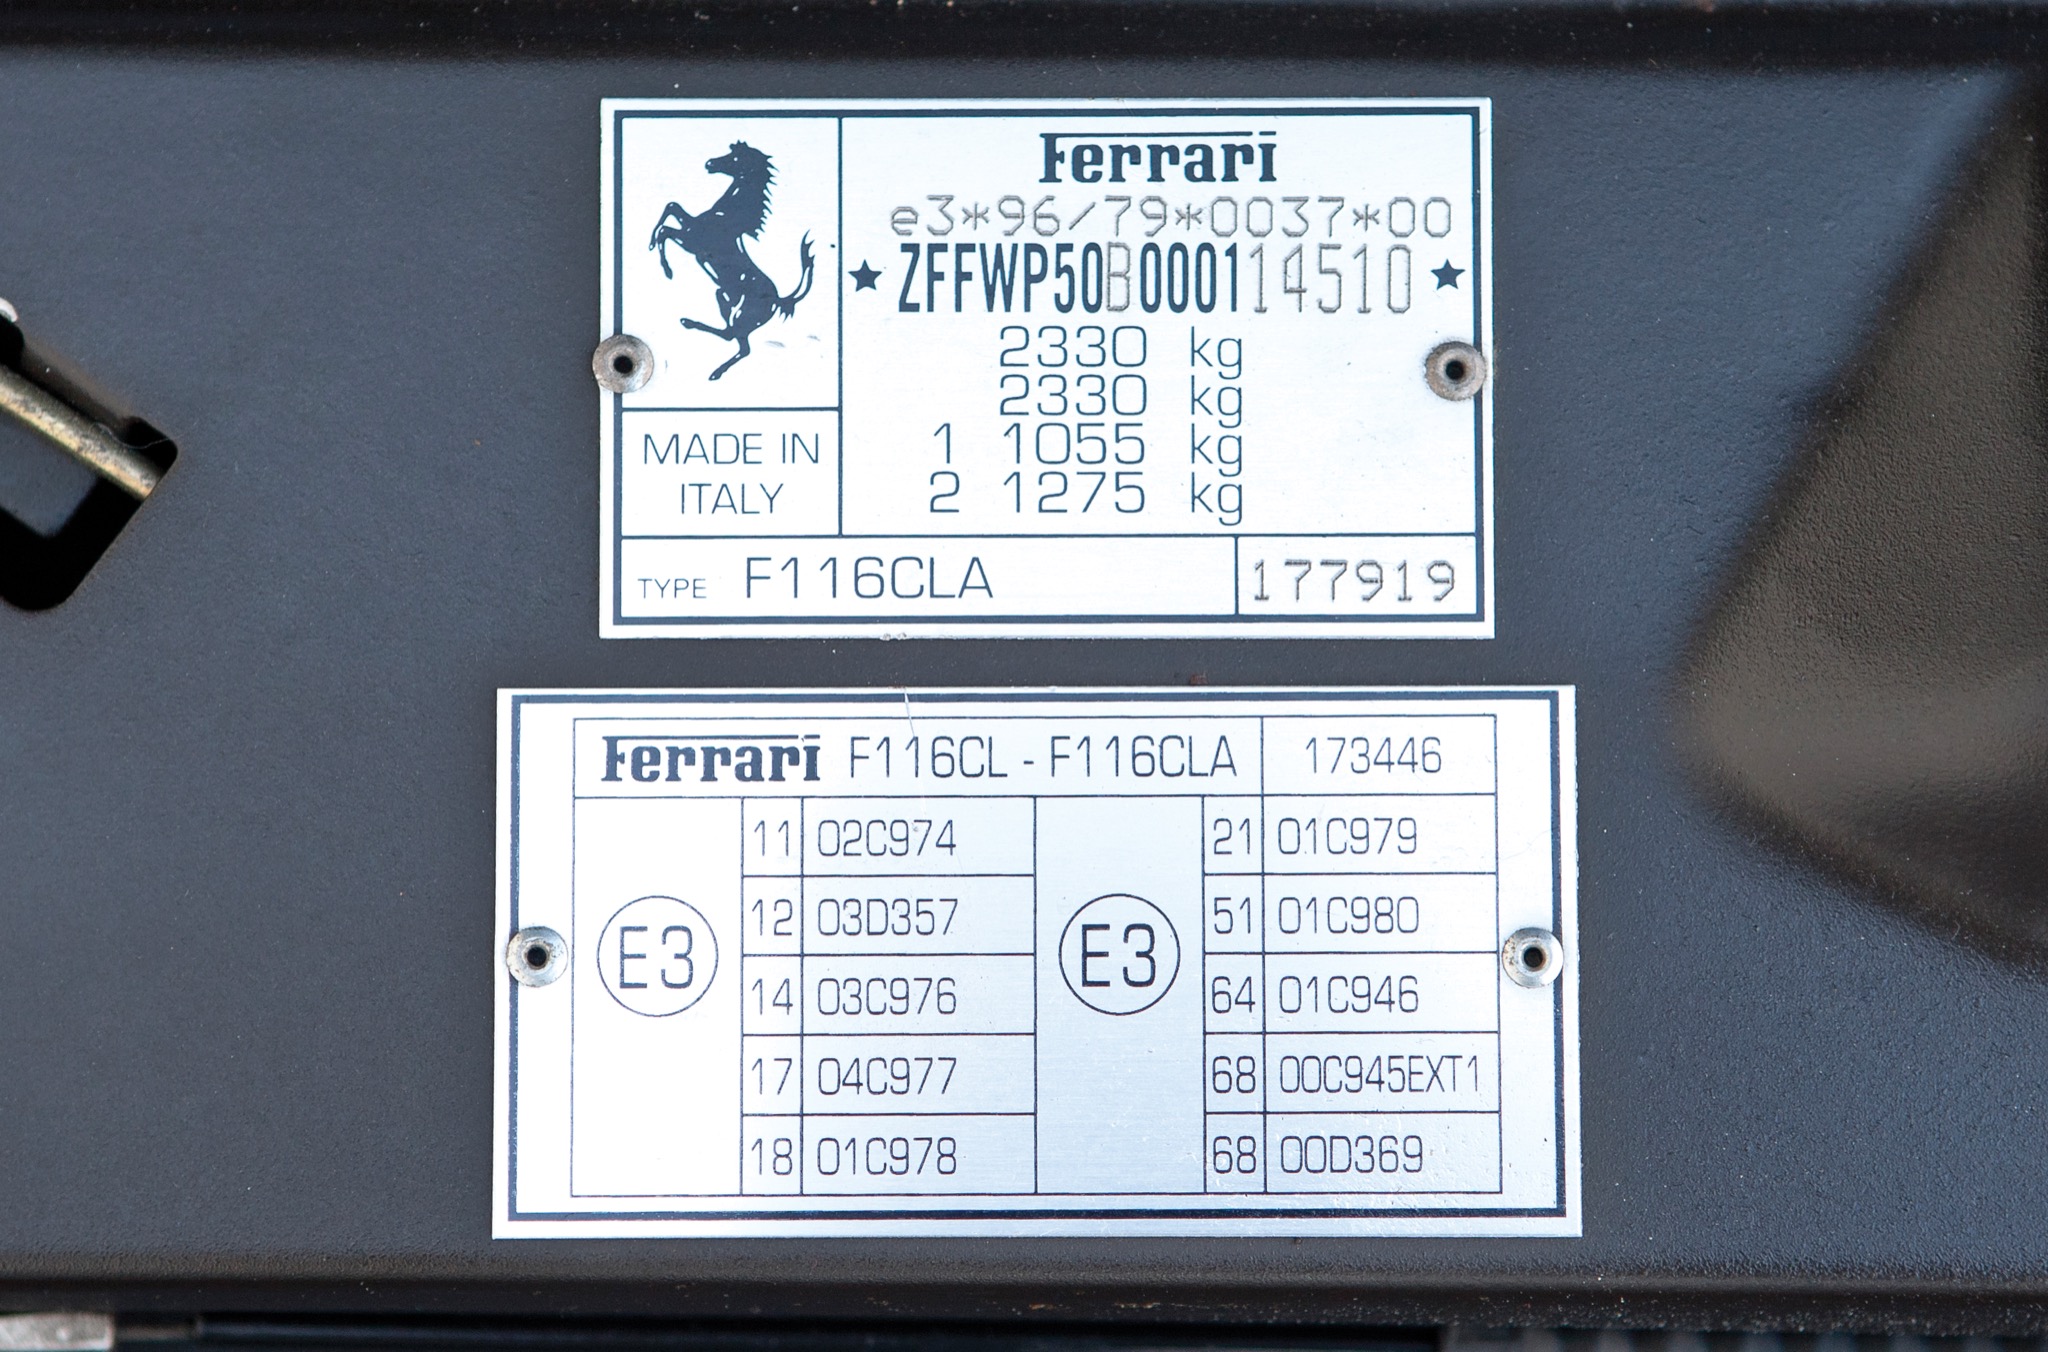 Ferrari
e3*96/79*0037*00
★ ZFFWP50B000114510 ★
2330 kg
2330 kg
1 1055 kg
2 1275 kg
MADE IN
ITALY
TYPE F116CLA 177919
Ferrari F116CL - F116CLA 173446
E3
11 02C974
12 03D357
14 03C976
17 04C977
18 01C978
E3
21 01C979
51 01C980
64 01C946
68 00C945EXT1
68 00D369